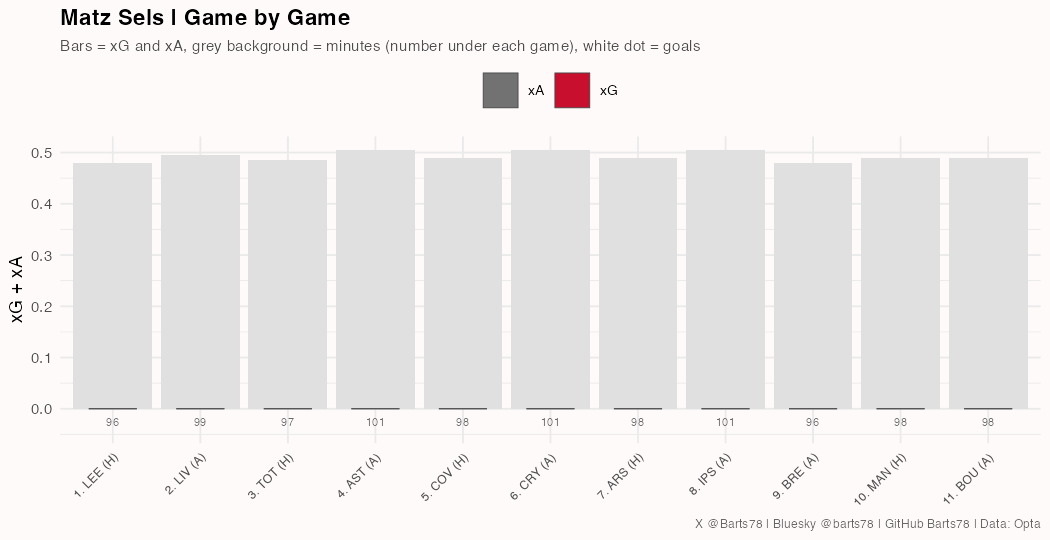 Matz Sels | Game by Game
Bars = xG and xA, grey background = minutes (number under each game), white dot = goals
xA xG
xG + xA
0.5
0.4
0.3
0.2
0.1
0.0
96 99 97 101 98 101 98 101 96 98 98
1. LEE (H)
2. LIV (A)
3. TOT (H)
4. AST (A)
5. COV (H)
6. CRY (A)
7. ARS (H)
8. IPS (A)
9. BRE (A)
10. MAN (H)
11. BOU (A)
X @Barts78 | Bluesky @barts78 | GitHub Barts78 | Data: Opta